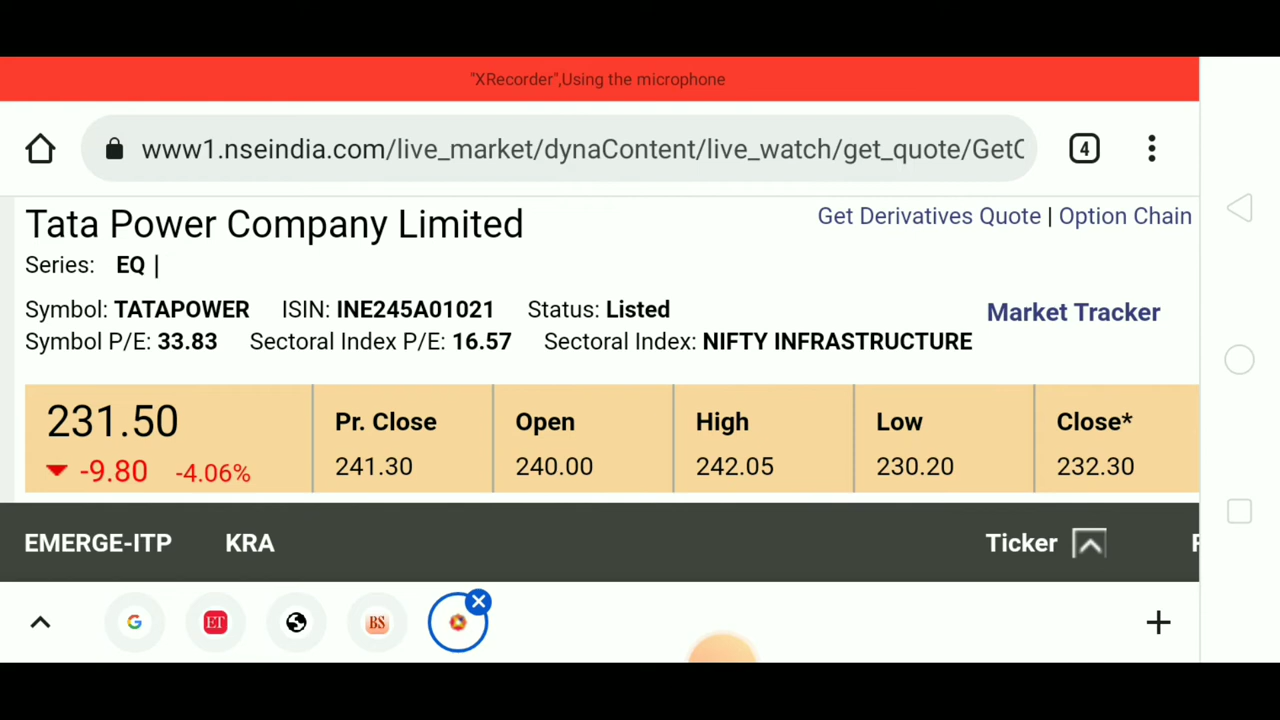 "XRecorder",Using the microphone
www1.nseindia.com/live_market/dynaContent/live_watch/get_quote/GetC
4
Tata Power Company Limited
Get Derivatives Quote | Option Chain
Series: EQ |
Symbol: TATAPOWER ISIN: INE245A01021 Status: Listed
Market Tracker
Symbol P/E: 33.83 Sectoral Index P/E: 16.57 Sectoral Index: NIFTY INFRASTRUCTURE
231.50 Pr. Close Open High Low Close*
-9.80 -4.06% 241.30 240.00 242.05 230.20 232.30
EMERGE-ITP KRA Ticker
G ET BS